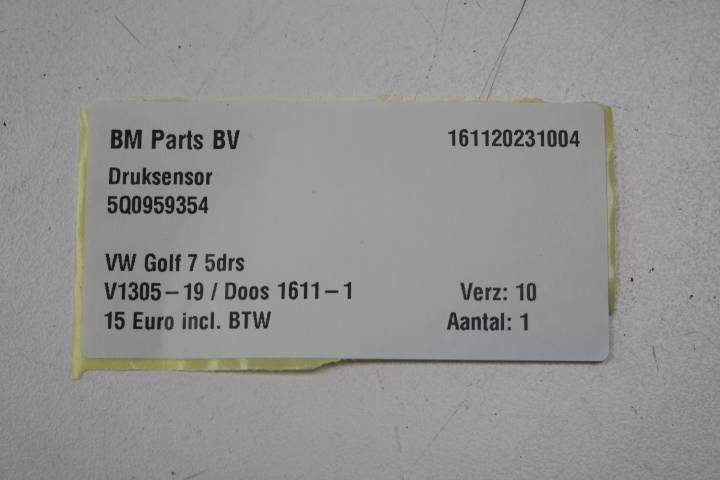 BM Parts BV 161120231004
Druksensor
5Q0959354
VW Golf 7 5drs
V1305-19 / Doos 1611-1 Verz: 10
15 Euro incl. BTW Aantal: 1